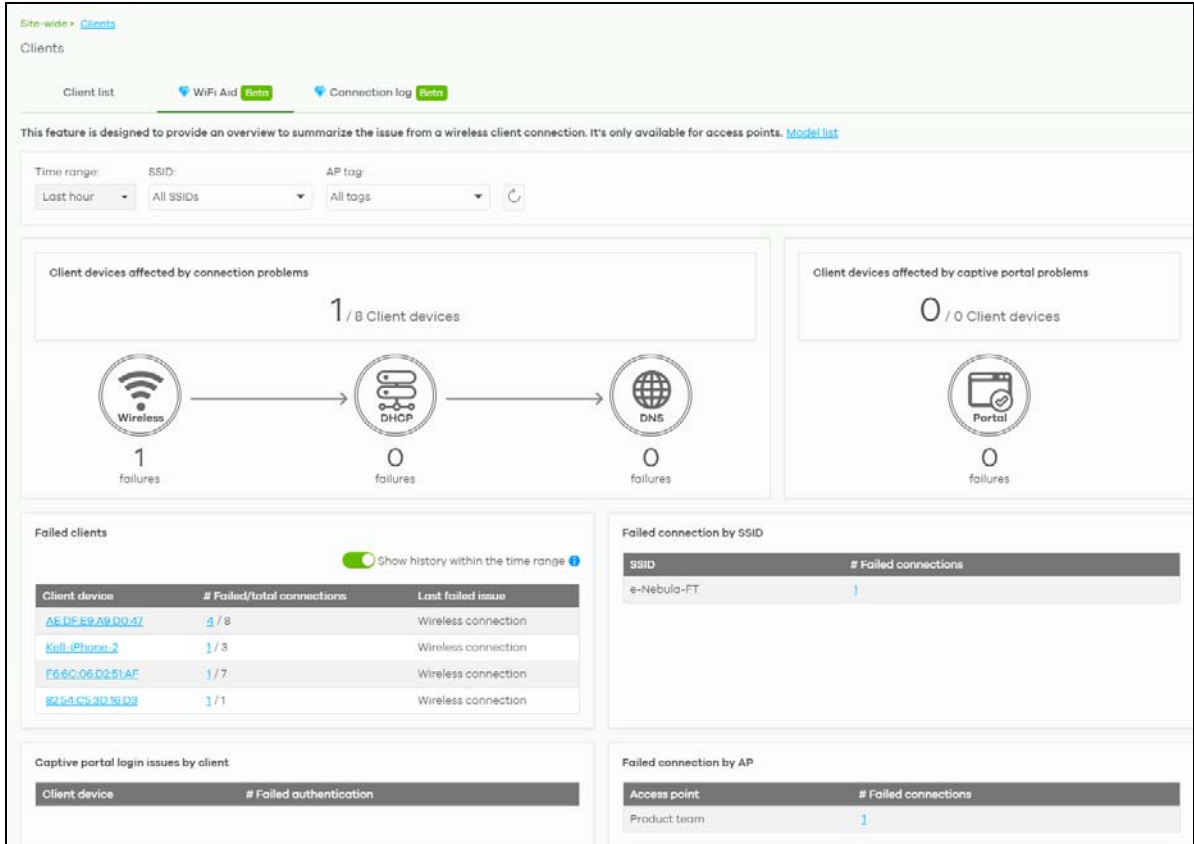 Site-wide > Clients
Clients
Client list
WiFi Aid Beta
Connection log Beta
This feature is designed to provide an overview to summarize the issue from a wireless client connection. It's only available for access points. Model list
Time range: SSID: AP tag:
Last hour All SSIDs All tags
Client devices affected by connection problems
1 / 8 Client devices
Wireless DHCP DNS
1 0 0
failures failures failures
Client devices affected by captive portal problems
0 / 0 Client devices
Portal
0
failures
Failed clients
Show history within the time range
Client device # Failed/total connections Last failed issue
AE:DF:E9:A9:D0:47 4 / 8 Wireless connection
Kell-iPhone-2 1 / 3 Wireless connection
F6:6C:06:D2:51:AF 1 / 7 Wireless connection
82:54:C5:3D:16:D3 1 / 1 Wireless connection
Failed connection by SSID
SSID # Failed connections
e-Nebula-FT 1
Captive portal login issues by client
Client device # Failed authentication
Failed connection by AP
Access point # Failed connections
Product team 1